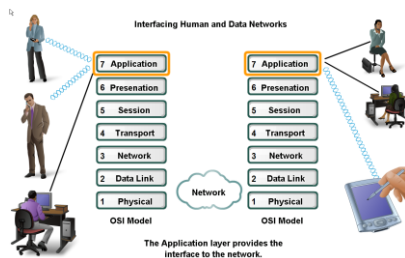 Interfacing Human and Data Networks
7 Application
6 Presenation
5 Session
4 Transport
3 Network
2 Data Link
1 Physical
OSI Model
Network
7 Application
6 Presenation
5 Session
4 Transport
3 Network
2 Data Link
1 Physical
OSI Model
The Application layer provides the
interface to the network.